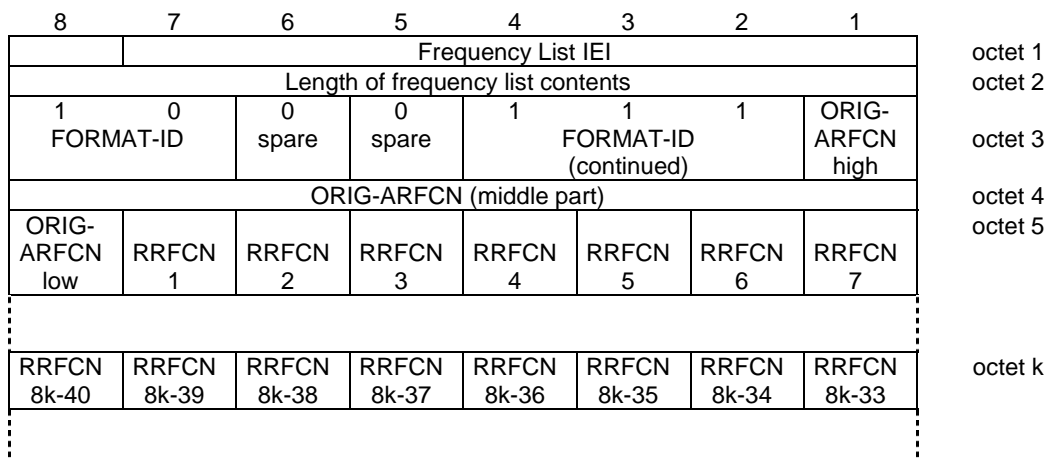 8 7 6 5 4 3 2 1
Frequency List IEI octet 1
Length of frequency list contents octet 2
1 0 0 0 1 1 1 ORIG-
FORMAT-ID spare spare FORMAT-ID ARFCN octet 3
(continued) high
ORIG-ARFCN (middle part) octet 4
ORIG- octet 5
ARFCN RRFCN RRFCN RRFCN RRFCN RRFCN RRFCN RRFCN
low 1 2 3 4 5 6 7
RRFCN RRFCN RRFCN RRFCN RRFCN RRFCN RRFCN RRFCN octet k
8k-40 8k-39 8k-38 8k-37 8k-36 8k-35 8k-34 8k-33